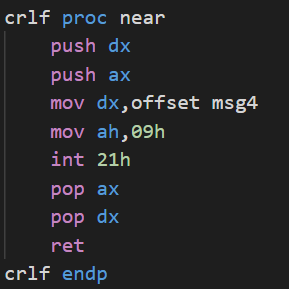 crlf proc near
push dx
push ax
mov dx,offset msg4
mov ah,09h
int 21h
pop ax
pop dx
ret
crlf endp